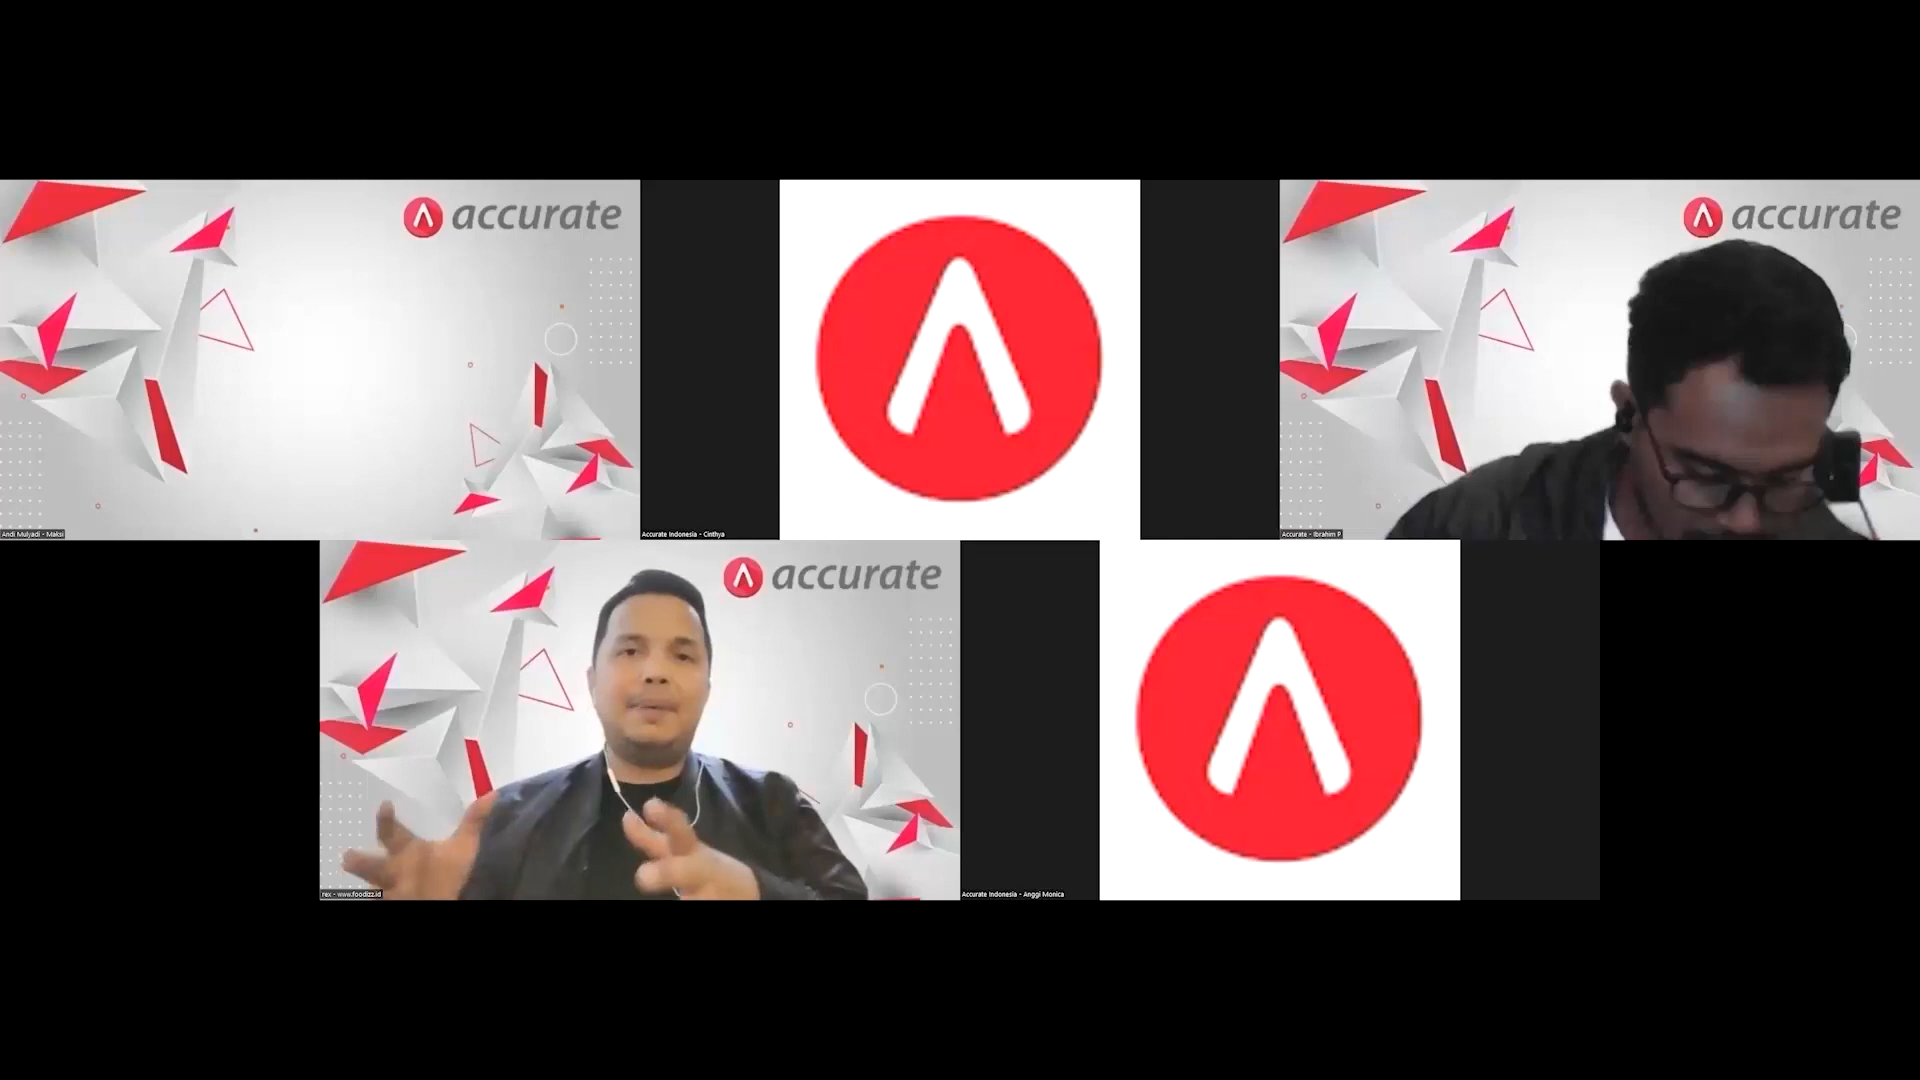 accurate
accurate
Andi Mulyadi - Maksi
Accurate Indonesia - Cinthya
Accurate - Ibrahim P
accurate
rex - www.foodizz.id
Accurate Indonesia - Anggi Monica